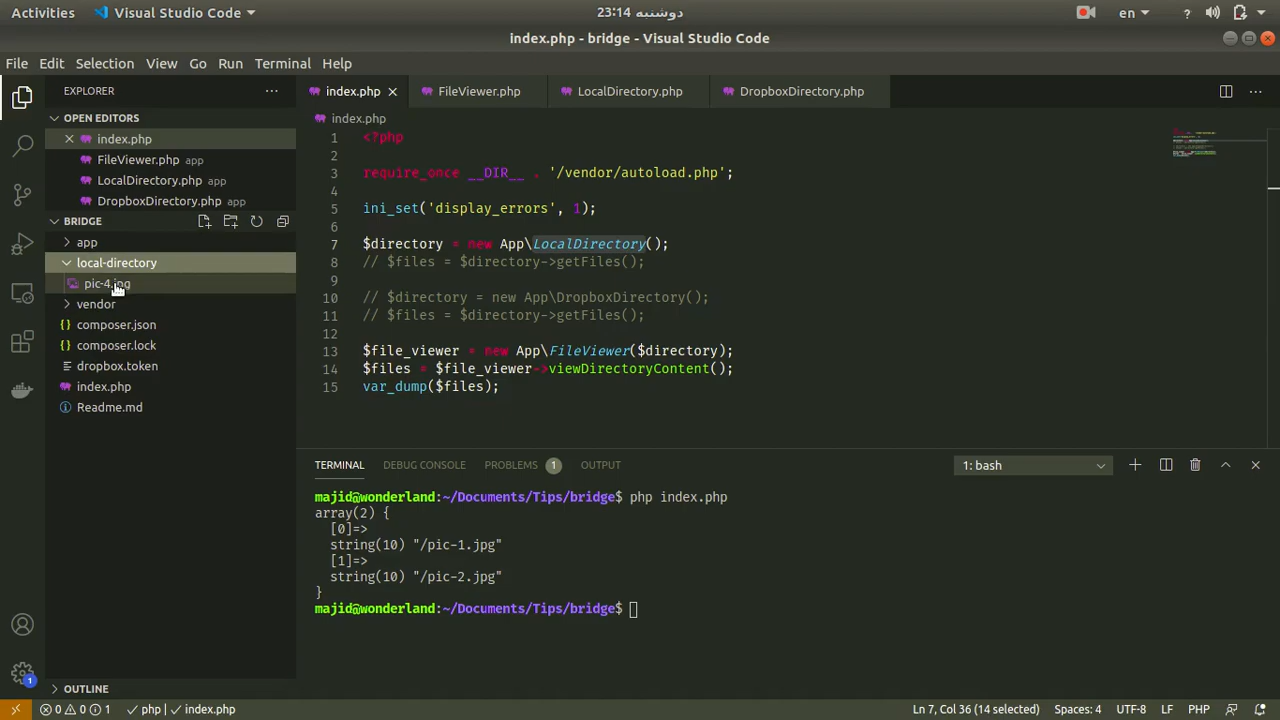 Activities
Visual Studio Code
دوشنبه 23:14
en
?
index.php - bridge - Visual Studio Code
File Edit Selection View Go Run Terminal Help
EXPLORER
OPEN EDITORS
index.php
FileViewer.php app
LocalDirectory.php app
DropboxDirectory.php app
BRIDGE
app
local-directory
pic-4.jpg
vendor
{} composer.json
{} composer.lock
dropbox.token
index.php
Readme.md
OUTLINE
1
index.php
FileViewer.php
LocalDirectory.php
DropboxDirectory.php
index.php
1 <?php
2
3 require_once __DIR__ . '/vendor/autoload.php';
4
5 ini_set('display_errors', 1);
6
7 $directory = new App\LocalDirectory();
8 // $files = $directory->getFiles();
9
10 // $directory = new App\DropboxDirectory();
11 // $files = $directory->getFiles();
12
13 $file_viewer = new App\FileViewer($directory);
14 $files = $file_viewer->viewDirectoryContent();
15 var_dump($files);
TERMINAL DEBUG CONSOLE PROBLEMS 1 OUTPUT
1: bash
majid@wonderland:~/Documents/Tips/bridge$ php index.php
array(2) {
[0]=>
string(10) "/pic-1.jpg"
[1]=>
string(10) "/pic-2.jpg"
}
majid@wonderland:~/Documents/Tips/bridge$
0 0 1 php | index.php
Ln 7, Col 36 (14 selected) Spaces: 4 UTF-8 LF PHP